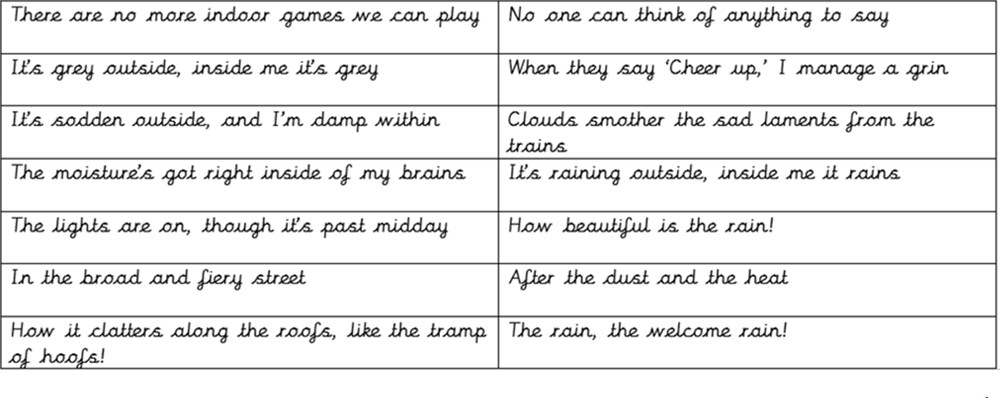 There are no more indoor games we can play
No one can think of anything to say
It's grey outside, inside me it's grey
When they say ‘Cheer up,’ I manage a grin
It's sodden outside, and I'm damp within
Clouds smother the sad laments from the
trains
The moisture's got right inside of my brains
It's raining outside, inside me it rains
The lights are on, though it's past midday
How beautiful is the rain!
In the broad and fiery street
After the dust and the heat
How it clatters along the roofs, like the tramp
of hoofs!
The rain, the welcome rain!